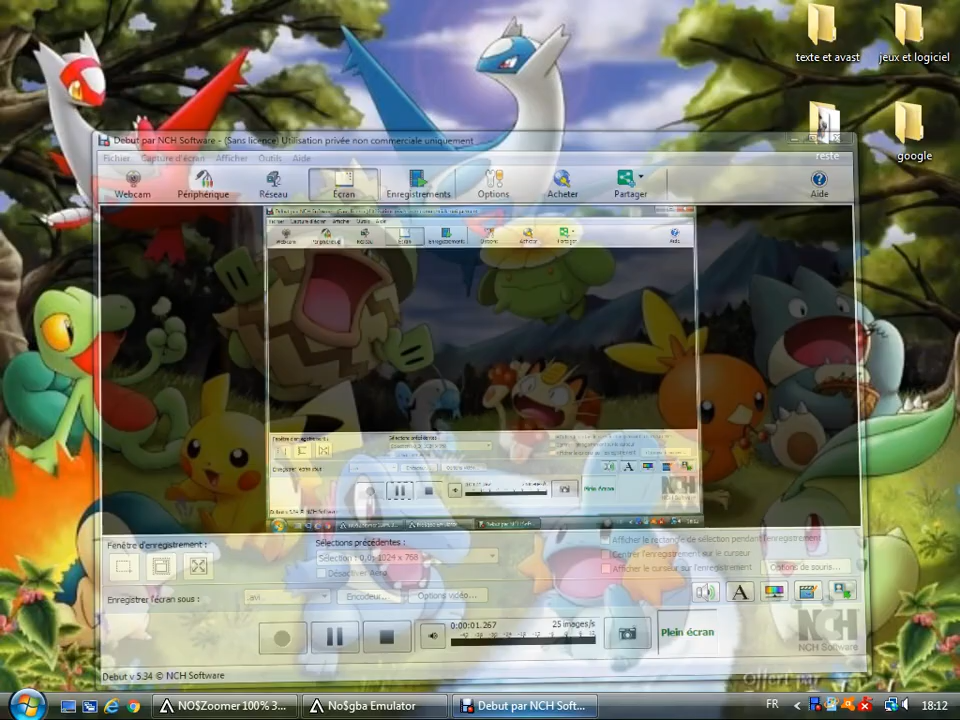 texte et avast
jeux et logiciel
reste
google
Debut par NCH Software - (Sans licence) Utilisation privée non commerciale uniquement
Fichier Capture d'écran Afficher Outils Aide
Webcam Périphérique Réseau Écran Enregistrements Options Acheter Partager Aide
Fenêtre d'enregistrement :
Sélections précédentes :
Sélection : 0,0s 1024 x 768
Désactiver Aero
Afficher le rectangle de sélection pendant l'enregistrement
Centrer l'enregistrement sur le curseur
Afficher le curseur sur l'enregistrement
Options de souris...
Enregistrer l'écran sous :
.avi
Encodeur...
Options vidéo...
A
0:00:01.267
25 images/s
Plein écran
NCH
NCH Software
Debut v 5.34 © NCH Software
Offert par
NO$Zoomer 100% 3...
No$gba Emulator
Debut par NCH Soft...
FR
18:12